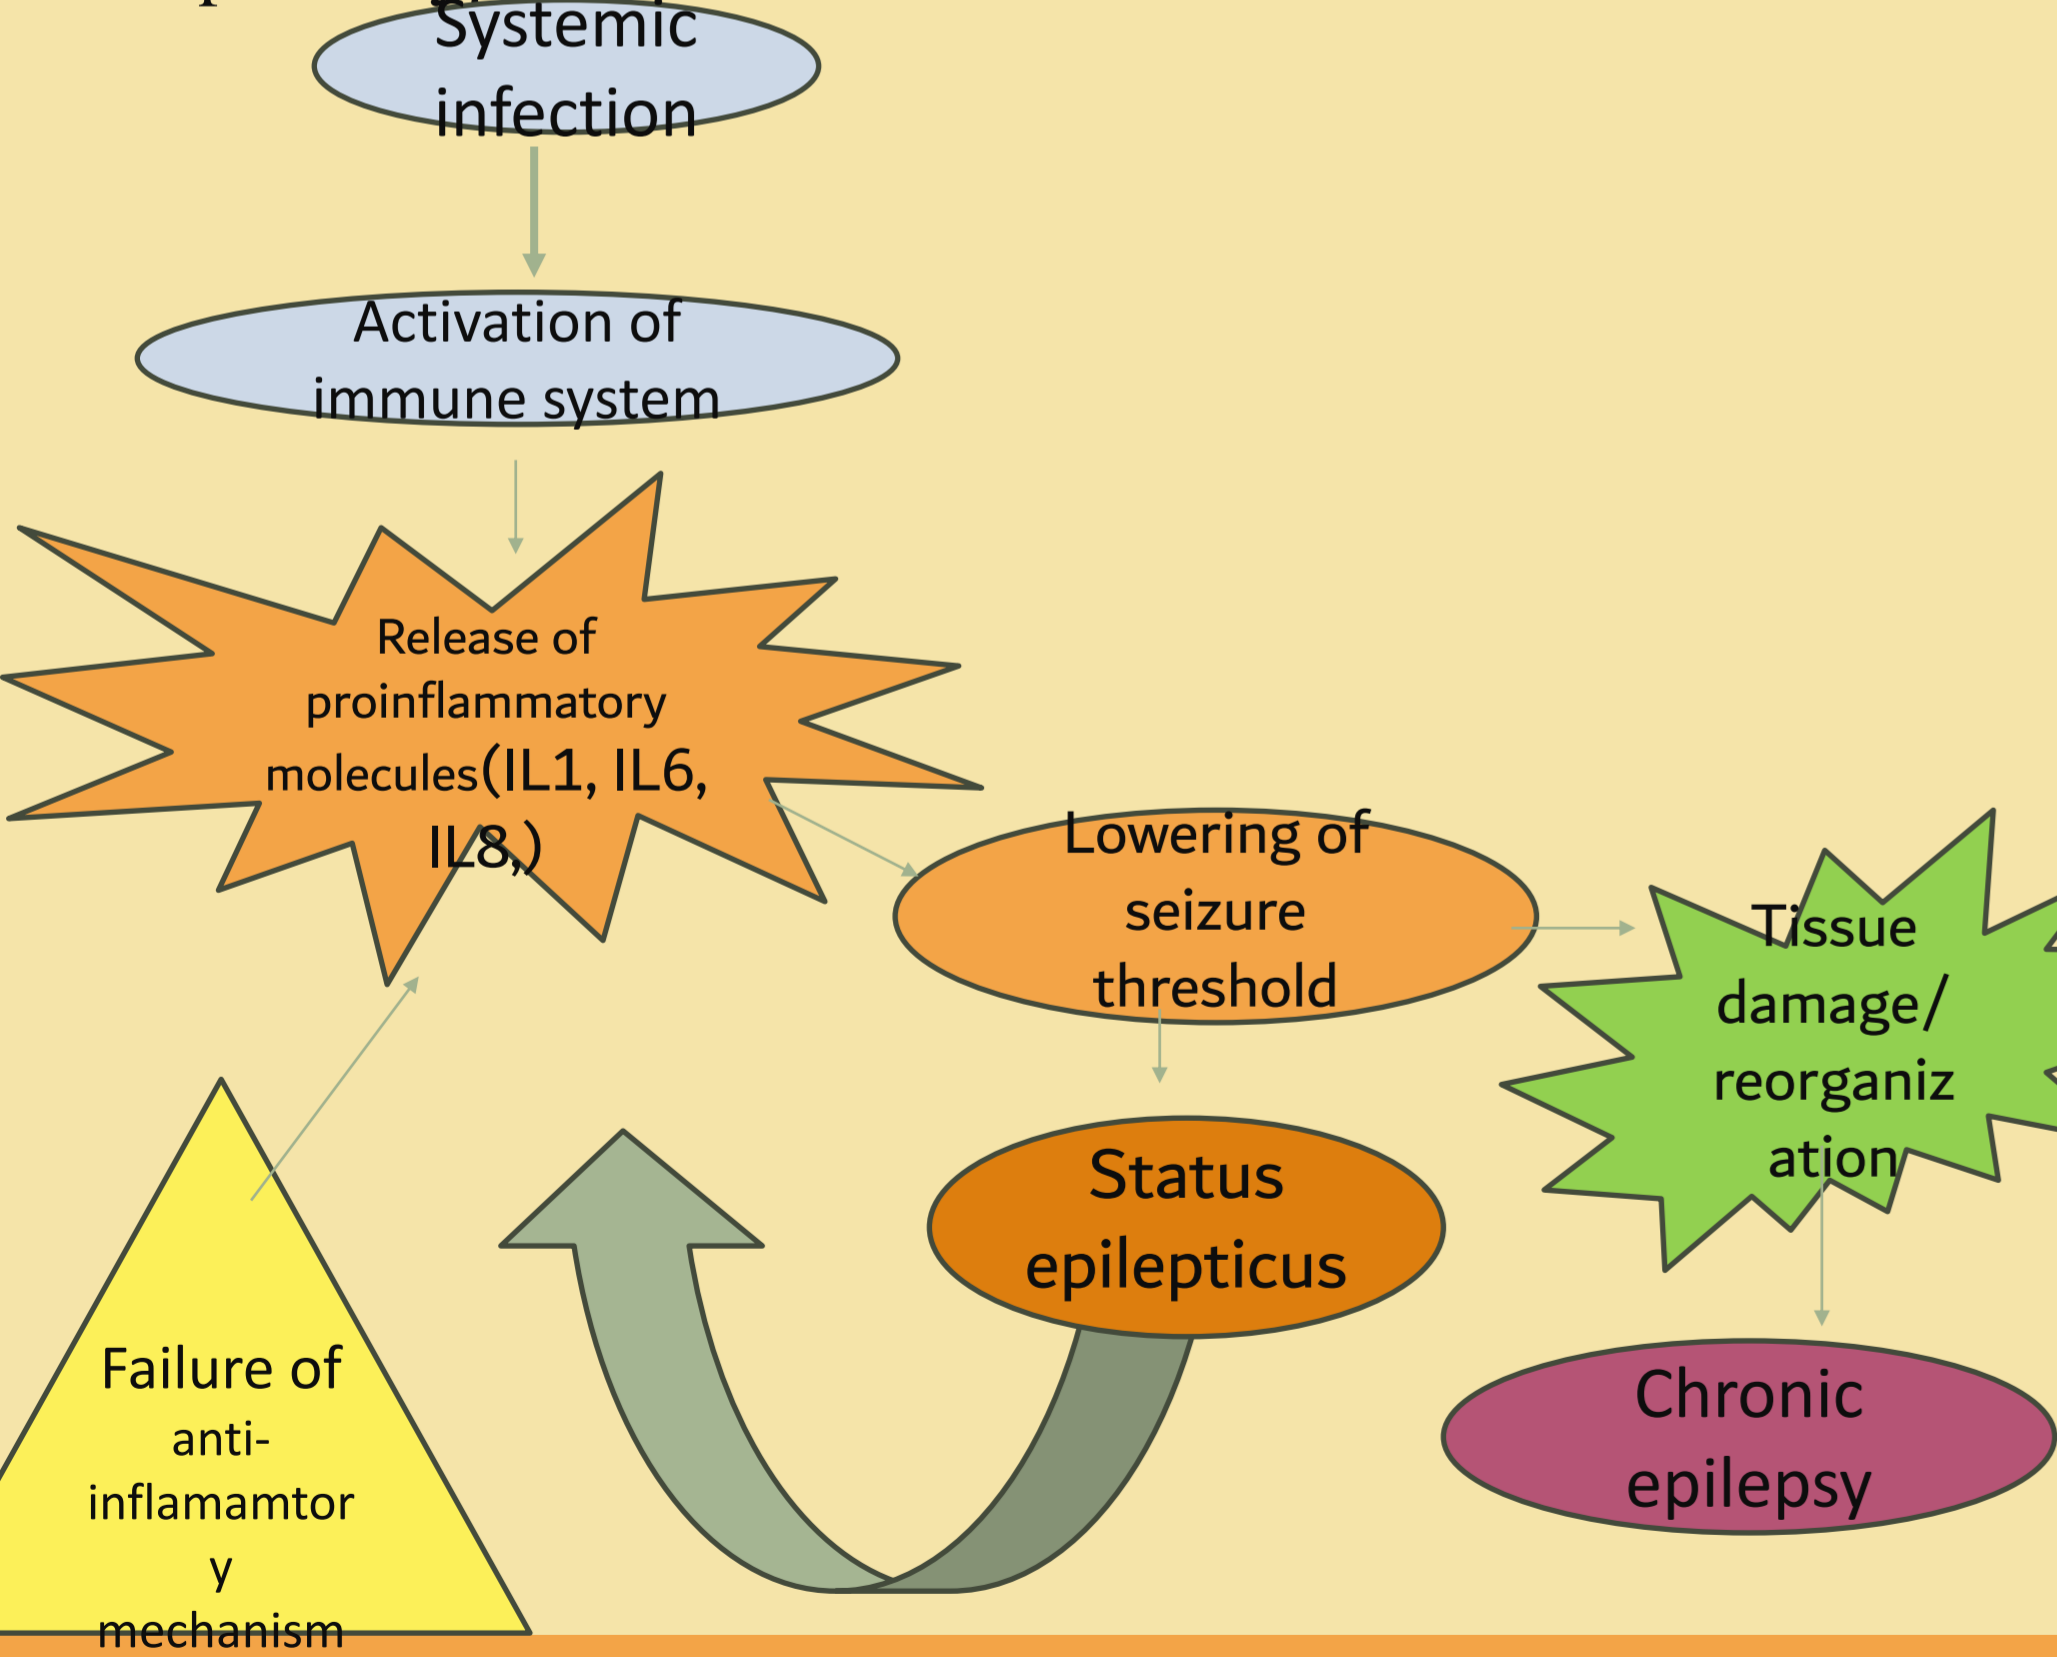 Systemic
infection
Activation of
immune system
Release of
proinflammatory
molecules(IL1, IL6,
IL8,)
Lowering of
seizure
threshold
Tissue
damage/
reorganiz
ation
Status
epilepticus
Failure of
anti-
inflamamtor
y
mechanism
Chronic
epilepsy